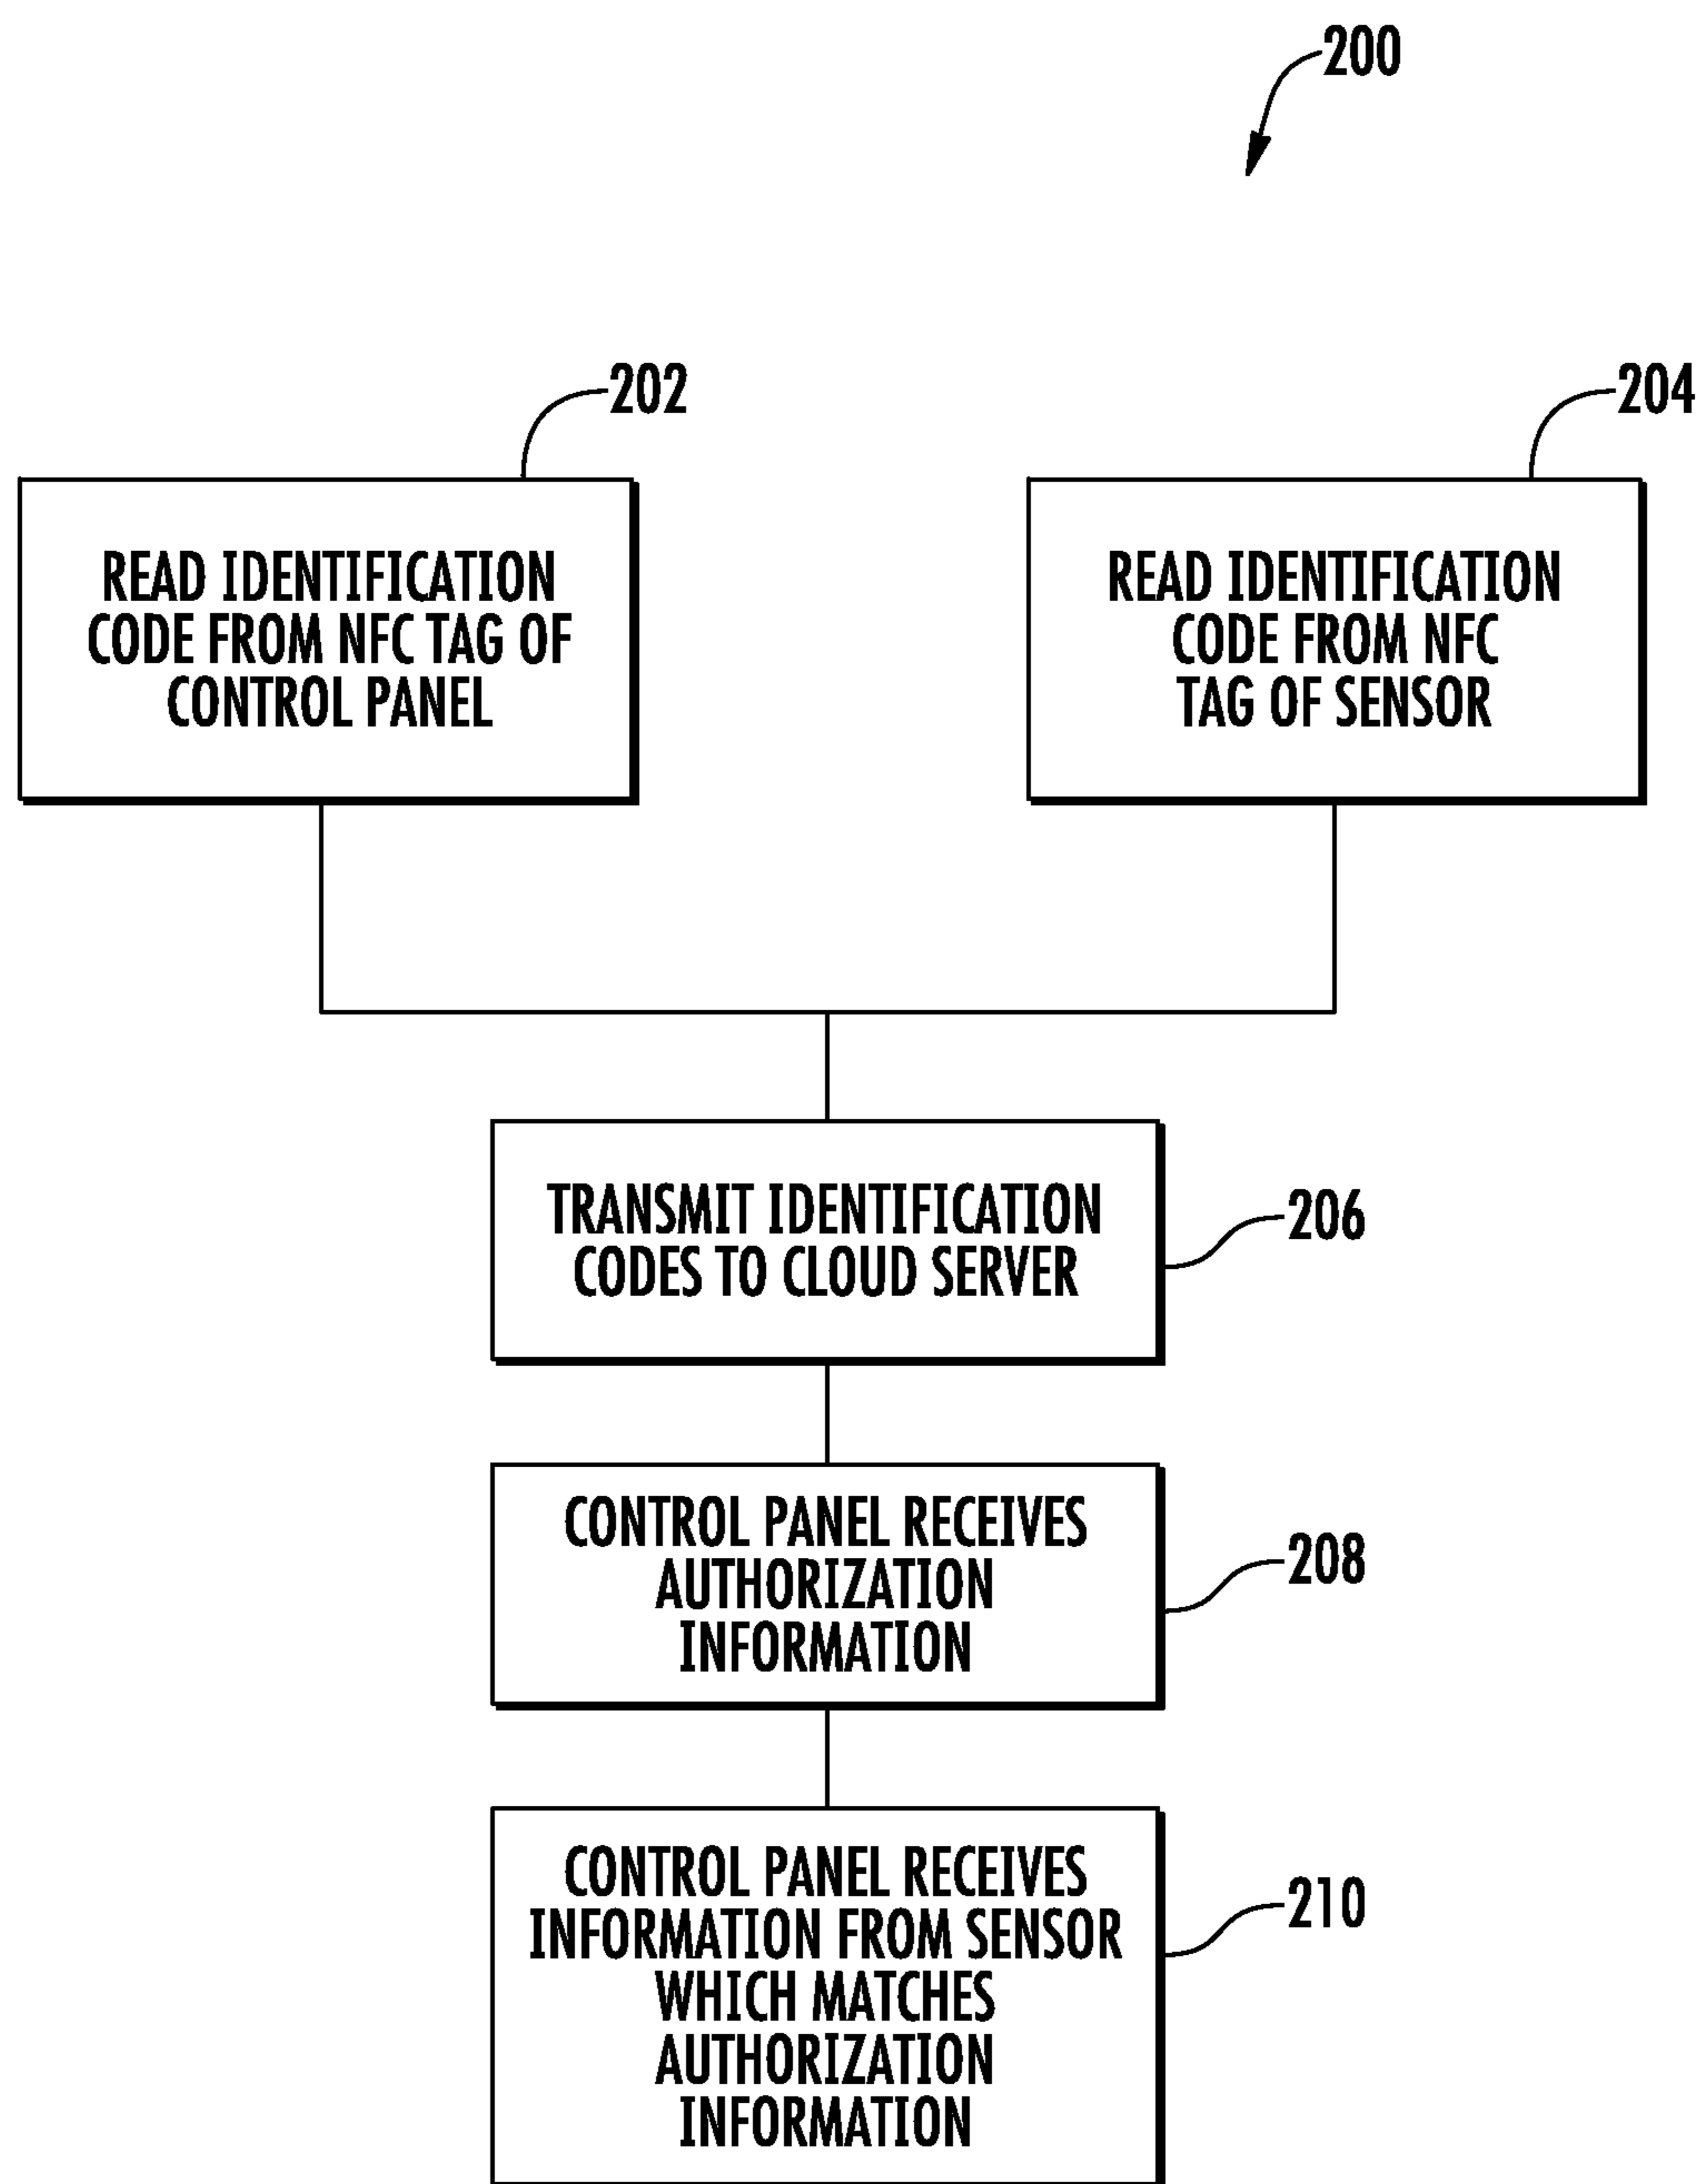 200
202
204
READ IDENTIFICATION
CODE FROM NFC TAG OF
CONTROL PANEL
READ IDENTIFICATION
CODE FROM NFC
TAG OF SENSOR
TRANSMIT IDENTIFICATION
CODES TO CLOUD SERVER
206
CONTROL PANEL RECEIVES
AUTHORIZATION
INFORMATION
208
CONTROL PANEL RECEIVES
INFORMATION FROM SENSOR
WHICH MATCHES
AUTHORIZATION
INFORMATION
210